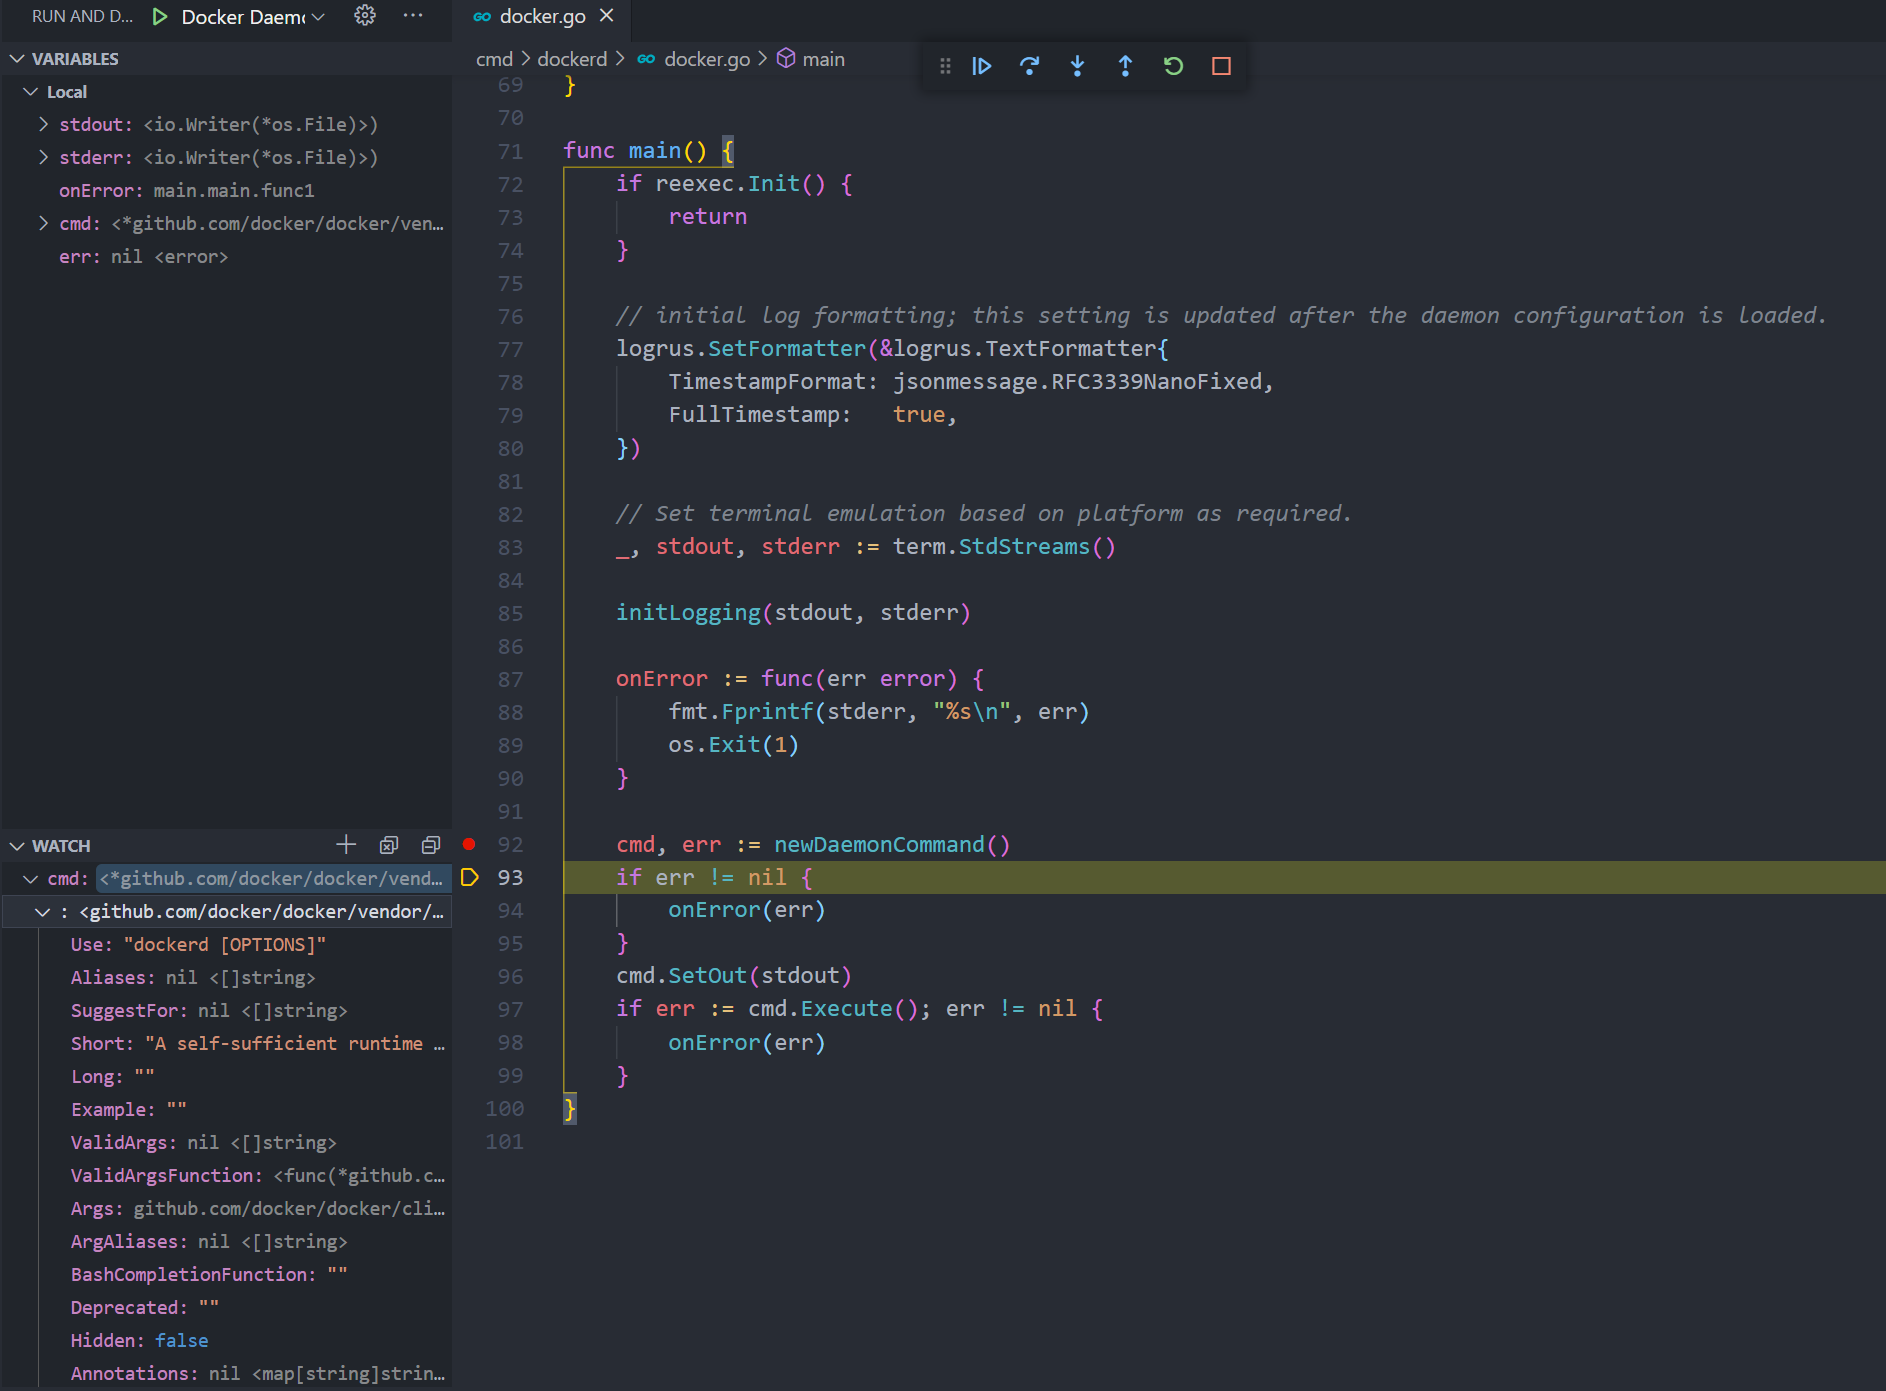 RUN AND D...
Docker Daem
VARIABLES
Local
stdout: <io.Writer(*os.File)>)
stderr: <io.Writer(*os.File)>)
onError: main.main.func1
cmd: <*github.com/docker/docker/ven...
err: nil <error>
WATCH
cmd: <*github.com/docker/docker/vend...
: <github.com/docker/docker/vendor/...
Use: "dockerd [OPTIONS]"
Aliases: nil <[]string>
SuggestFor: nil <[]string>
Short: "A self-sufficient runtime ...
Long: ""
Example: ""
ValidArgs: nil <[]string>
ValidArgsFunction: <func(*github.c...
Args: github.com/docker/docker/cli...
ArgAliases: nil <[]string>
BashCompletionFunction: ""
Deprecated: ""
Hidden: false
Annotations: nil <map[string]strin...
GO docker.go
cmd > dockerd > GO docker.go > main
69 }
70
71 func main() {
72 if reexec.Init() {
73 return
74 }
75
76 // initial log formatting; this setting is updated after the daemon configuration is loaded.
77 logrus.SetFormatter(&logrus.TextFormatter{
78 TimestampFormat: jsonmessage.RFC3339NanoFixed,
79 FullTimestamp:   true,
80 })
81
82 // Set terminal emulation based on platform as required.
83 _, stdout, stderr := term.StdStreams()
84
85 initLogging(stdout, stderr)
86
87 onError := func(err error) {
88 fmt.Fprintf(stderr, "%s\n", err)
89 os.Exit(1)
90 }
91
92 cmd, err := newDaemonCommand()
93 if err != nil {
94 onError(err)
95 }
96 cmd.SetOut(stdout)
97 if err := cmd.Execute(); err != nil {
98 onError(err)
99 }
100 }
101